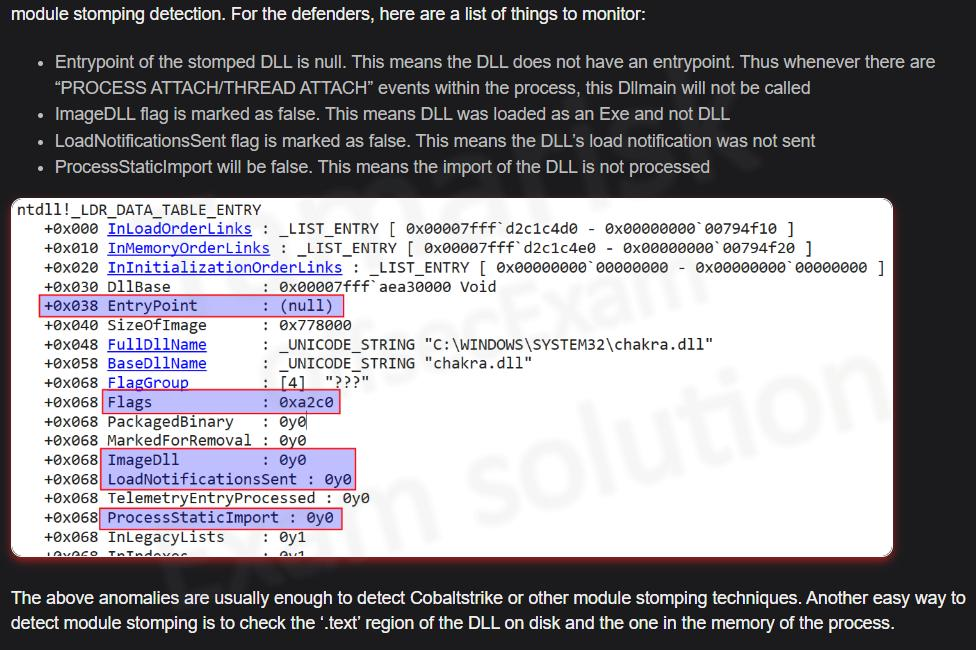 module stomping detection. For the defenders, here are a list of things to monitor:
• Entrypoint of the stomped DLL is null. This means the DLL does not have an entrypoint. Thus whenever there are
“PROCESS ATTACH/THREAD ATTACH” events within the process, this Dllmain will not be called
• ImageDLL flag is marked as false. This means DLL was loaded as an Exe and not DLL
• LoadNotificationsSent flag is marked as false. This means the DLL’s load notification was not sent
• ProcessStaticImport will be false. This means the import of the DLL is not processed
ntdll!_LDR_DATA_TABLE_ENTRY
+0x000 InLoadOrderLinks : _LIST_ENTRY [ 0x00007fff`d2c1c4d0 - 0x00000000`00794f10 ]
+0x010 InMemoryOrderLinks : _LIST_ENTRY [ 0x00007fff`d2c1c4e0 - 0x00000000`00794f20 ]
+0x020 InInitializationOrderLinks : _LIST_ENTRY [ 0x00000000`00000000 - 0x00000000`00000000 ]
+0x030 DllBase : 0x00007fff`aea30000 Void
+0x038 EntryPoint : (null)
+0x040 SizeOfImage : 0x778000
+0x048 FullDllName : _UNICODE_STRING "C:\WINDOWS\SYSTEM32\chakra.dll"
+0x058 BaseDllName : _UNICODE_STRING "chakra.dll"
+0x068 FlagGroup : [4] "???"
+0x068 Flags : 0xa2c0
+0x068 PackagedBinary : 0y0
+0x068 MarkedForRemoval : 0y0
+0x068 ImageDll : 0y0
+0x068 LoadNotificationsSent : 0y0
+0x068 TelemetryEntryProcessed : 0y0
+0x068 ProcessStaticImport : 0y0
+0x068 InLegacyLists : 0y1
+0x068 InIndexes : 0y1
The above anomalies are usually enough to detect Cobaltstrike or other module stomping techniques. Another easy way to
detect module stomping is to check the ‘.text’ region of the DLL on disk and the one in the memory of the process.
exam solution